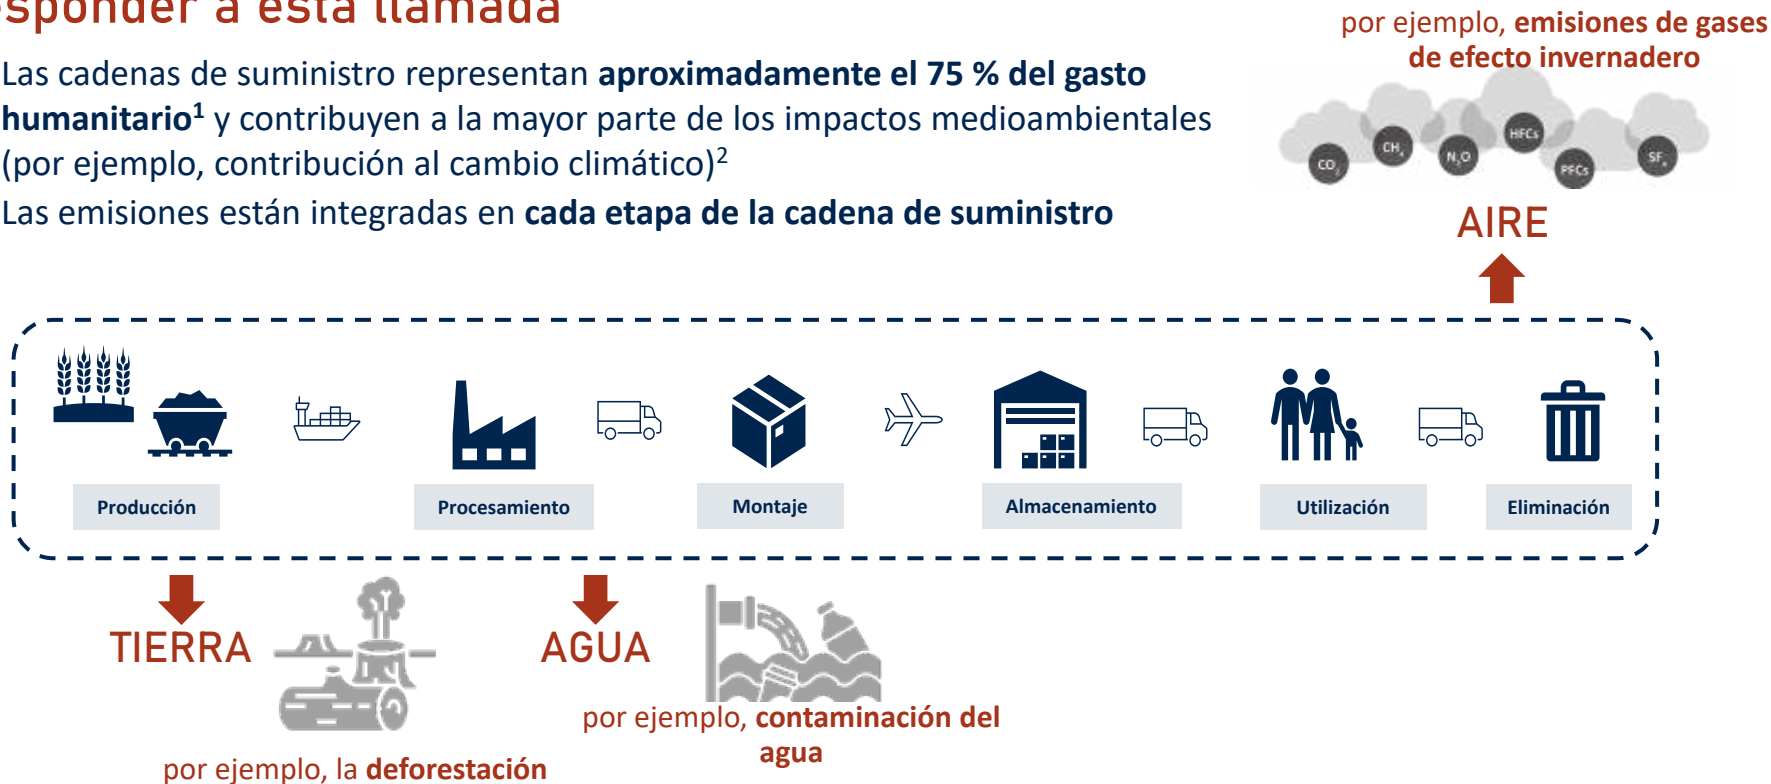 esponder a esta llamada
Las cadenas de suministro representan aproximadamente el 75 % del gasto
humanitario¹ y contribuyen a la mayor parte de los impactos medioambientales
(por ejemplo, contribución al cambio climático)²
Las emisiones están integradas en cada etapa de la cadena de suministro
por ejemplo, emisiones de gases
de efecto invernadero
CO₂
CH₄
N₂O
HFCs
PFCs
SF₆
AIRE
Producción
Procesamiento
Montaje
Almacenamiento
Utilización
Eliminación
TIERRA
AGUA
por ejemplo, contaminación del
agua
por ejemplo, la deforestación